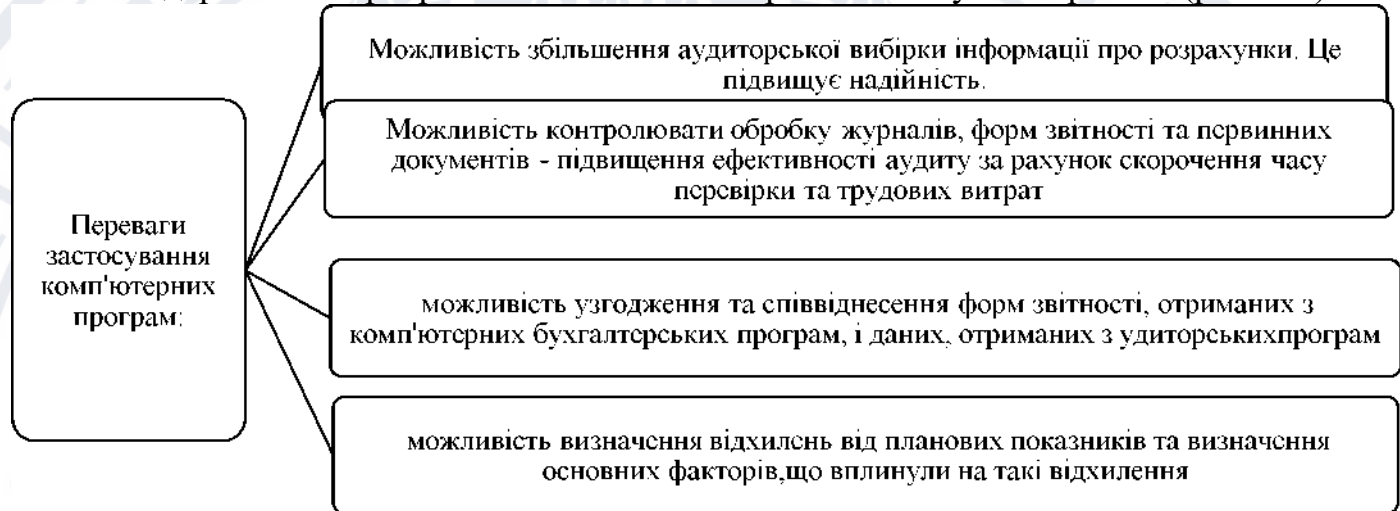 Можливість збільшення аудиторської вибірки інформації про розрахунки. Це
підвищує надійність.
Можливість контролювати обробку журналів, форм звітності та первинних
документів - підвищення ефективності аудиту за рахунок скорочення часу
перевірки та трудових витрат
Переваги
застосування
комп'ютерних
програм:
можливість узгодження та співвіднесення форм звітності, отриманих з
комп'ютерних бухгалтерських програм, і даних, отриманих з удиторськихпрограм
можливість визначення відхилень від планових показників та визначення
основних факторів,що вплинули на такі відхилення